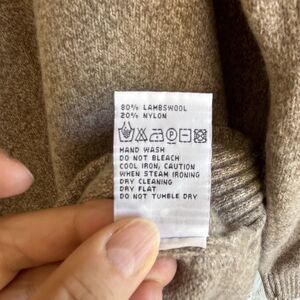 80% LAMBSWOOL
20% NYLON
P
HAND WASH
DO NOT BLEACH
COOL IRON, CAUTION
WHEN STEAM IRONING
DRY CLEANING
DRY FLAT
DO NOT TUMBLE DRY